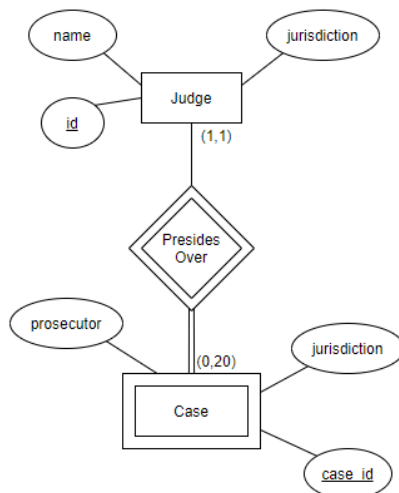 name
jurisdiction
Judge
id
(1,1)
Presides
Over
prosecutor
(0,20)
jurisdiction
Case
case_id